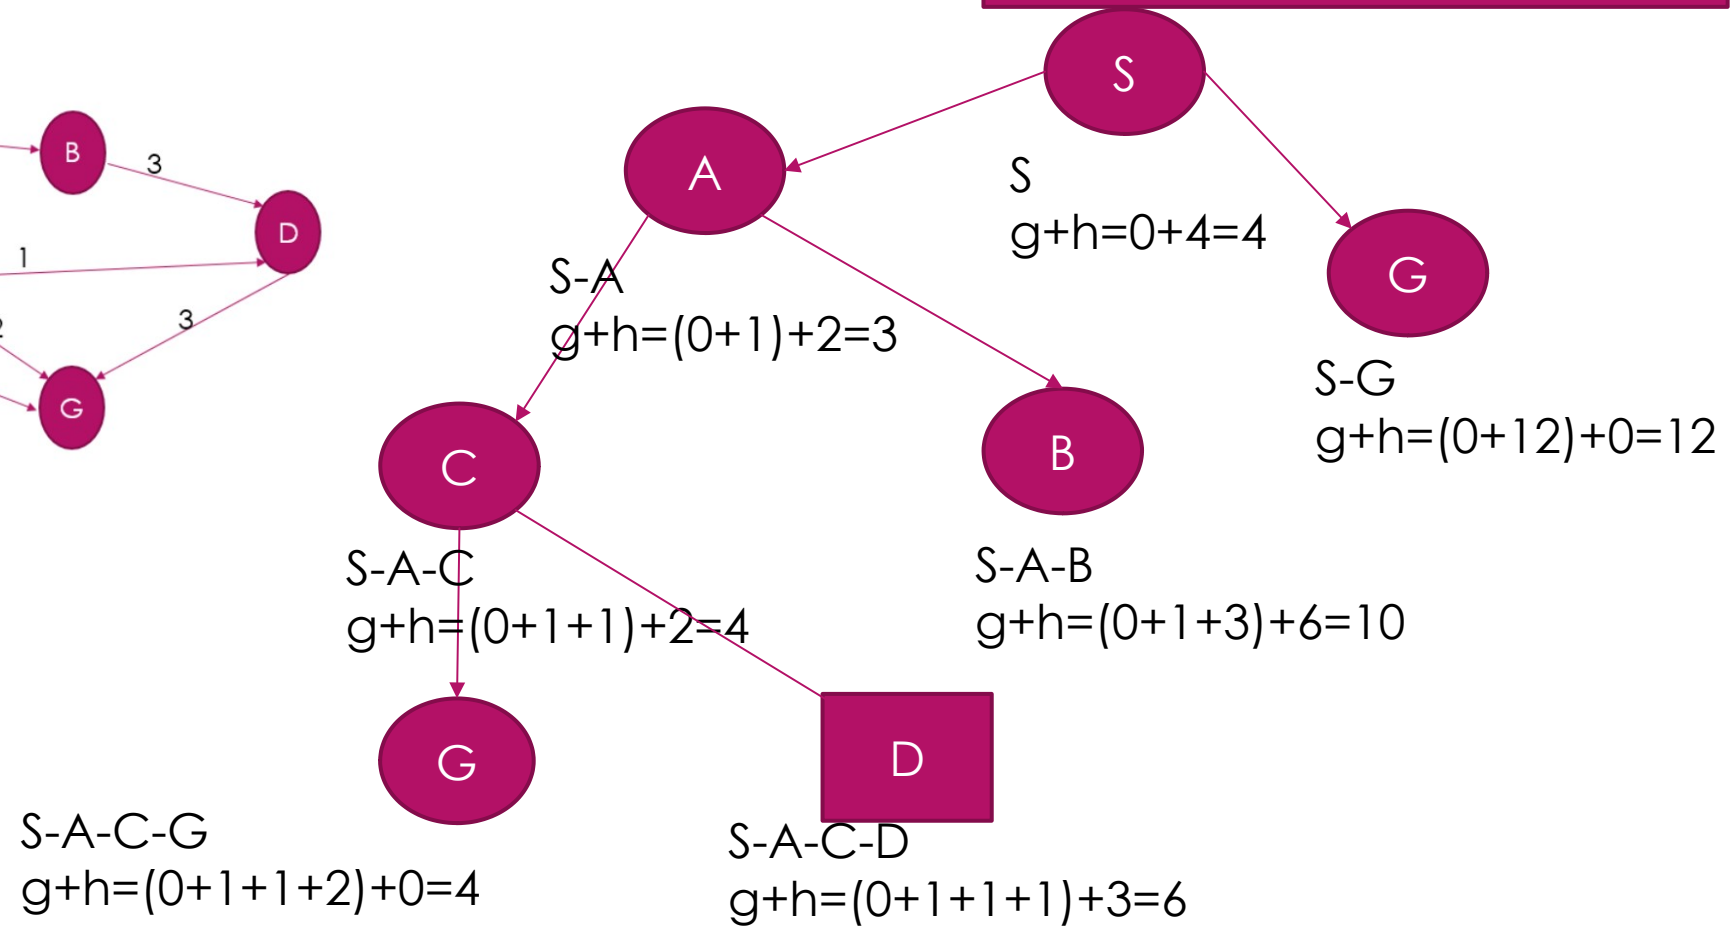 B
3
D
1
3
G
S
A
G
S
g+h=0+4=4
S-A
g+h=(0+1)+2=3
S-G
g+h=(0+12)+0=12
C
B
S-A-C
g+h=(0+1+1)+2=4
S-A-B
g+h=(0+1+3)+6=10
G
D
S-A-C-G
g+h=(0+1+1+2)+0=4
S-A-C-D
g+h=(0+1+1+1)+3=6